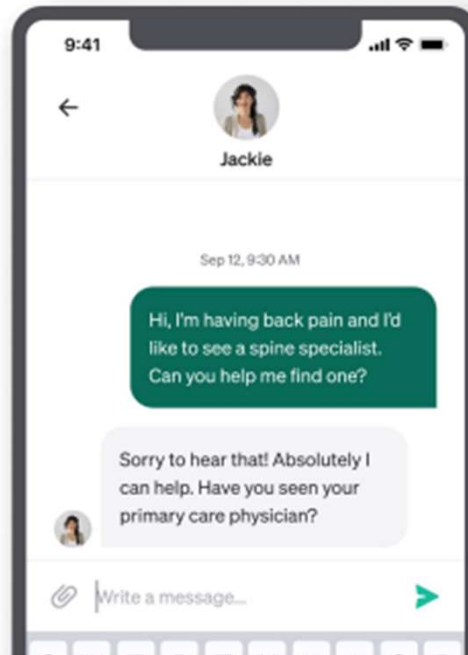 9:41
Jackie
Sep 12, 9:30 AM
Hi, I'm having back pain and I'd
like to see a spine specialist.
Can you help me find one?
Sorry to hear that! Absolutely I
can help. Have you seen your
primary care physician?
Write a message...